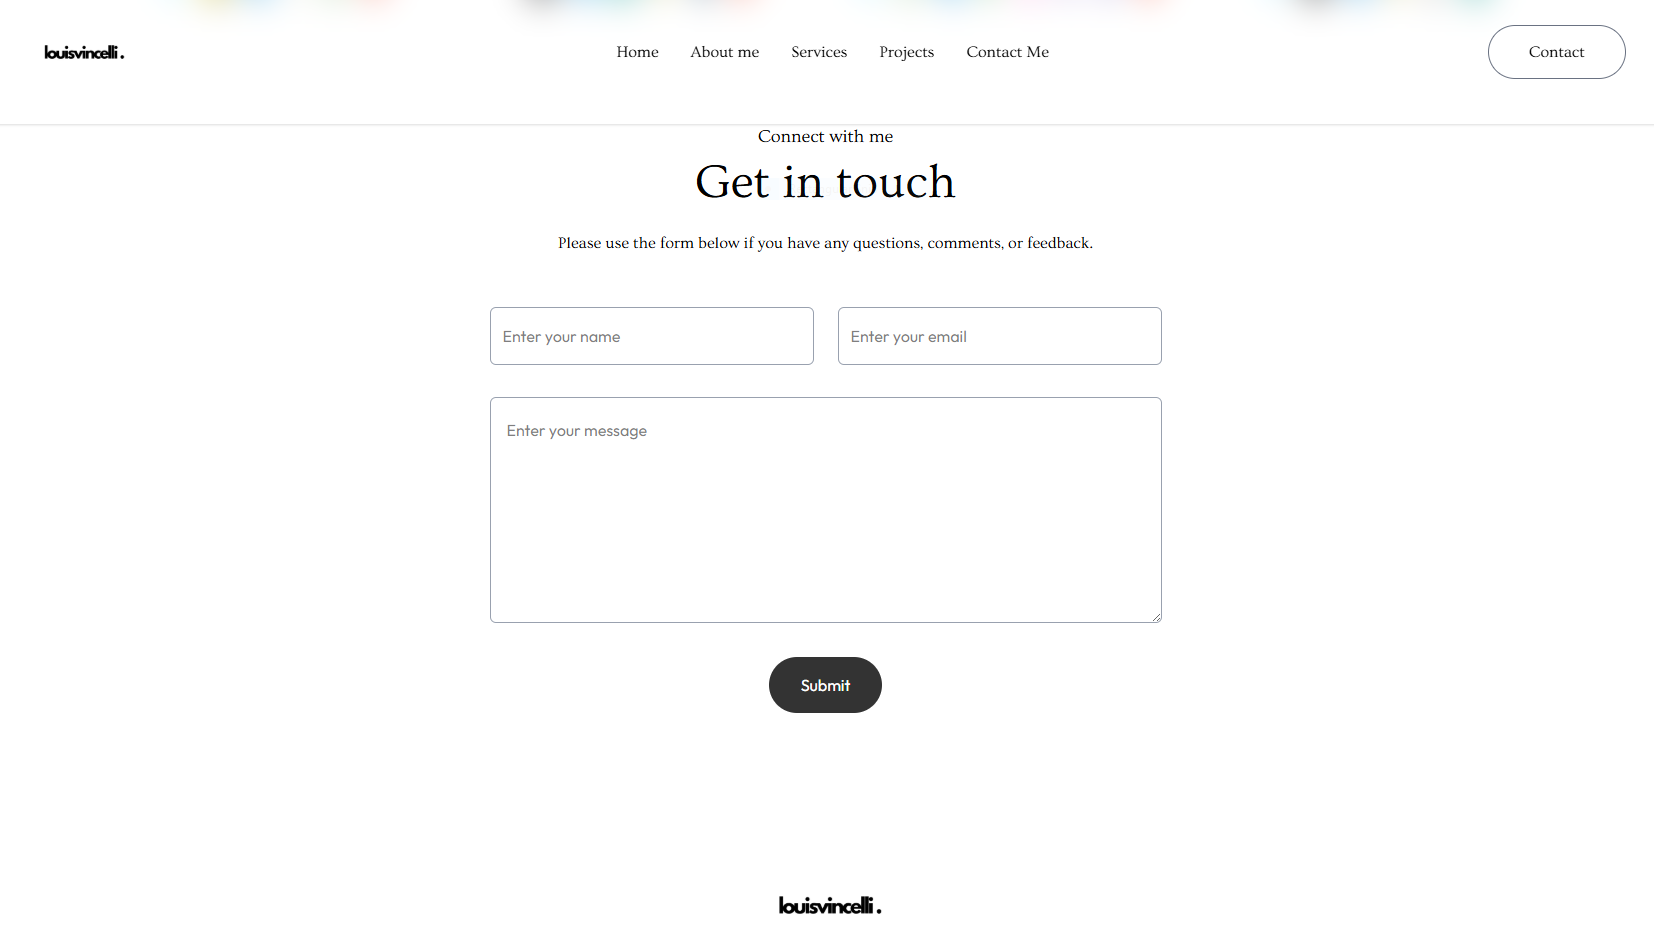 louisvincelli .
Home About me Services Projects Contact Me
Contact
Connect with me
Get in touch
Please use the form below if you have any questions, comments, or feedback.
Enter your name
Enter your email
Enter your message
Submit
louisvincelli .